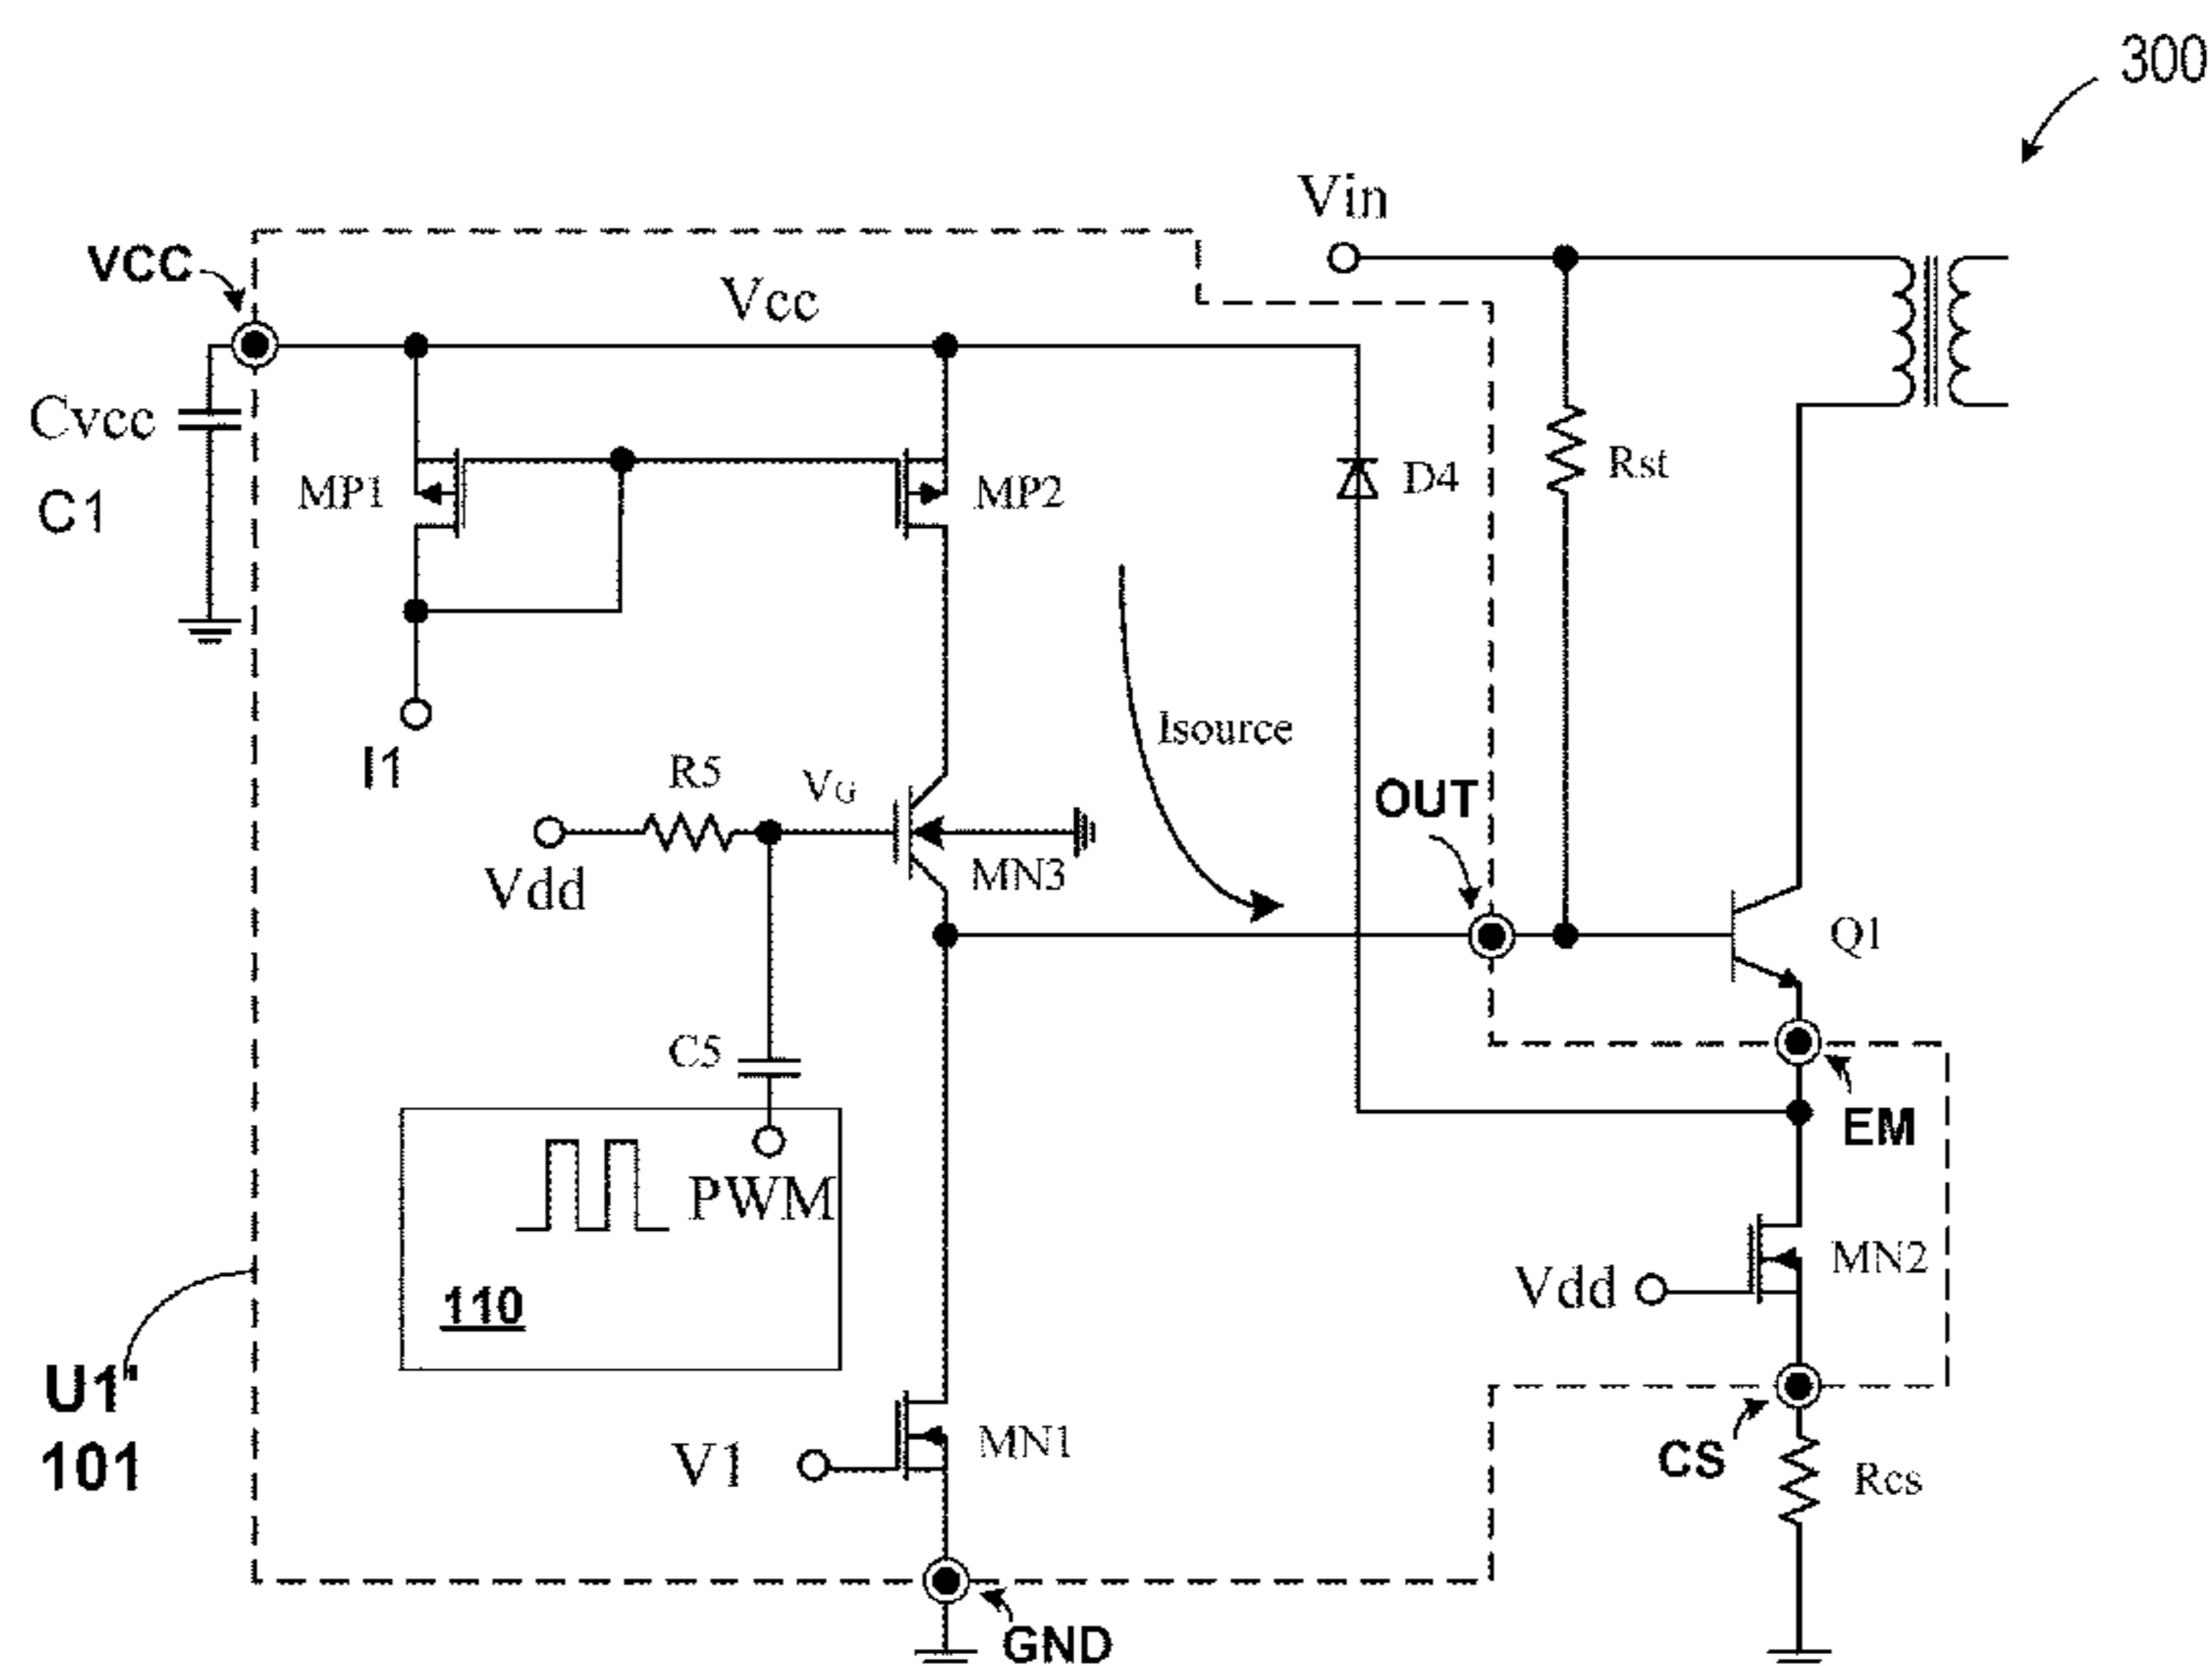 300
Vin
VCC
Vcc
Cvcc
C1
MP1
MP2
D4
Rst
Isource
I1
R5
VG
OUT
Vdd
MN3
Q1
C5
EM
PWM
110
Vdd
MN2
U1"
101
V1
MN1
CS
Rcs
GND